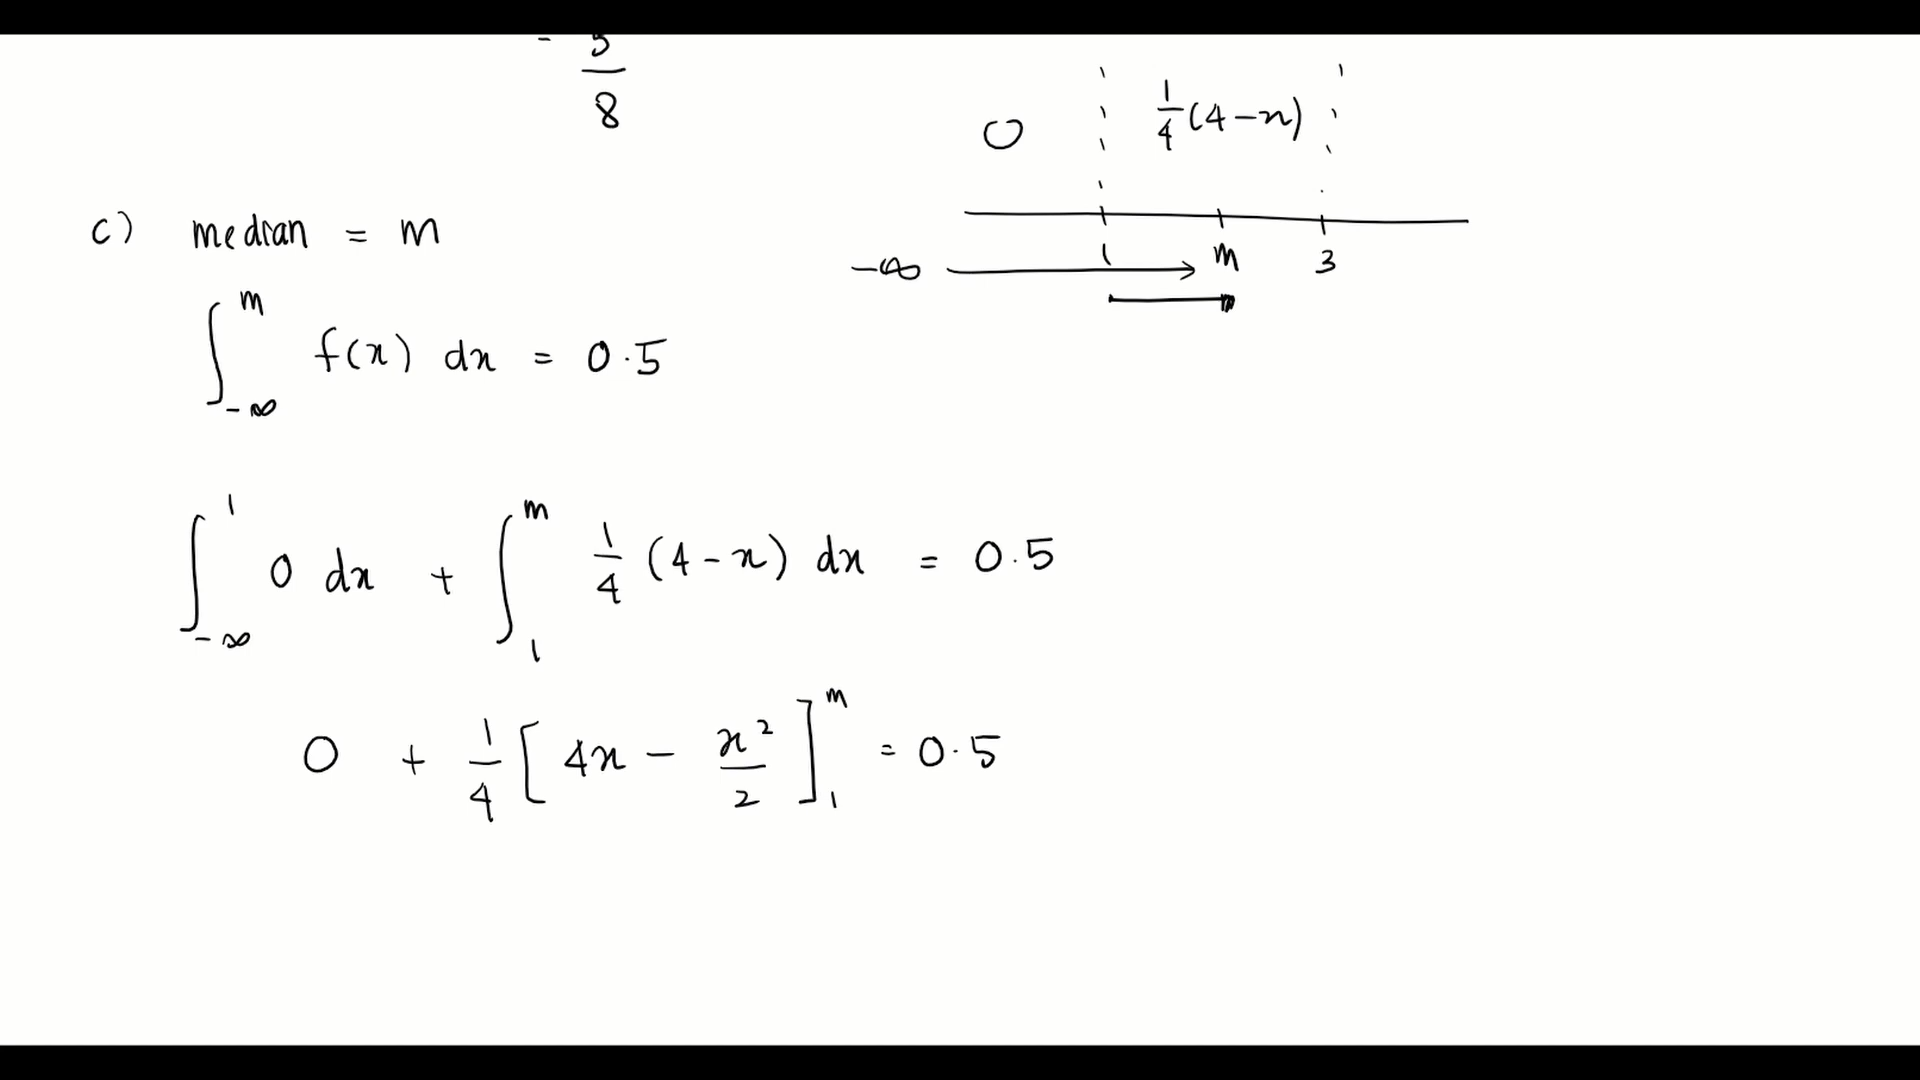 = 5/8
0 1/4(4-x)
1 m 3
-∞
c) median = m
∫_{-∞}^{m} f(x) dx = 0.5
∫_{-∞}^{1} 0 dx + ∫_{1}^{m} 1/4 (4-x) dx = 0.5
0 + 1/4 [4x - x²/2]_{1}^{m} = 0.5